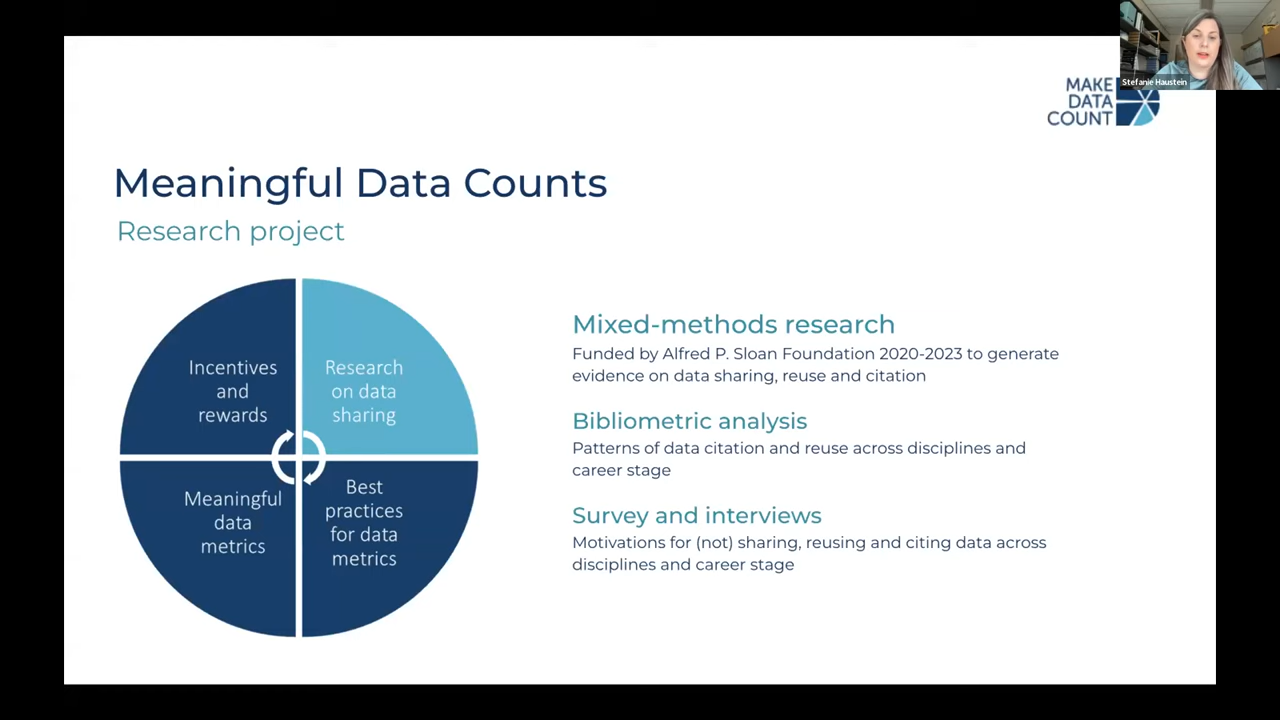 Stefanie Haustein
MAKE
DATA
COUNT
Meaningful Data Counts
Research project
Incentives
and
rewards
Research
on data
sharing
Meaningful
data
metrics
Best
practices
for data
metrics
Mixed-methods research
Funded by Alfred P. Sloan Foundation 2020-2023 to generate
evidence on data sharing, reuse and citation
Bibliometric analysis
Patterns of data citation and reuse across disciplines and
career stage
Survey and interviews
Motivations for (not) sharing, reusing and citing data across
disciplines and career stage